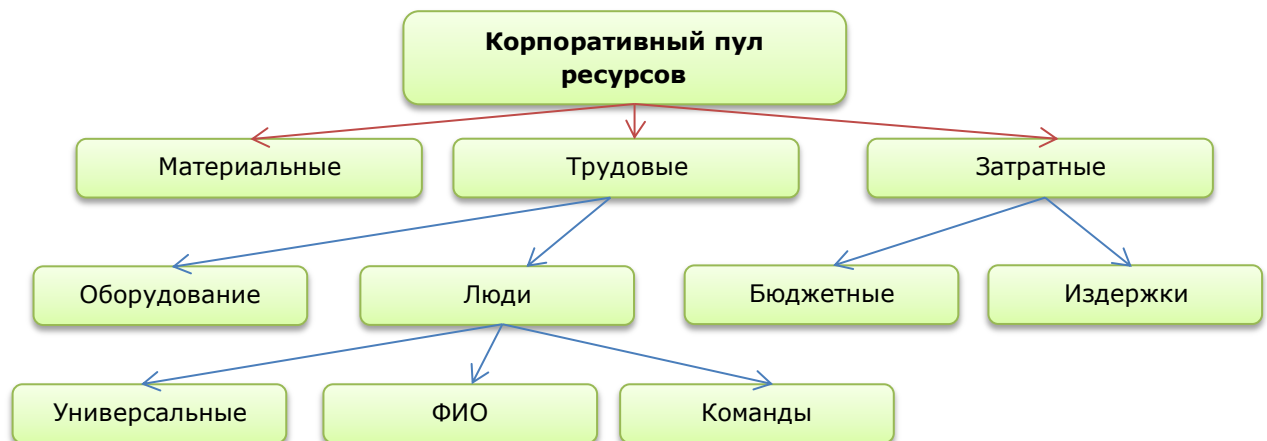 Корпоративный пул
ресурсов
Материальные
Трудовые
Затратные
Оборудование
Люди
Бюджетные
Издержки
Универсальные
ФИО
Команды